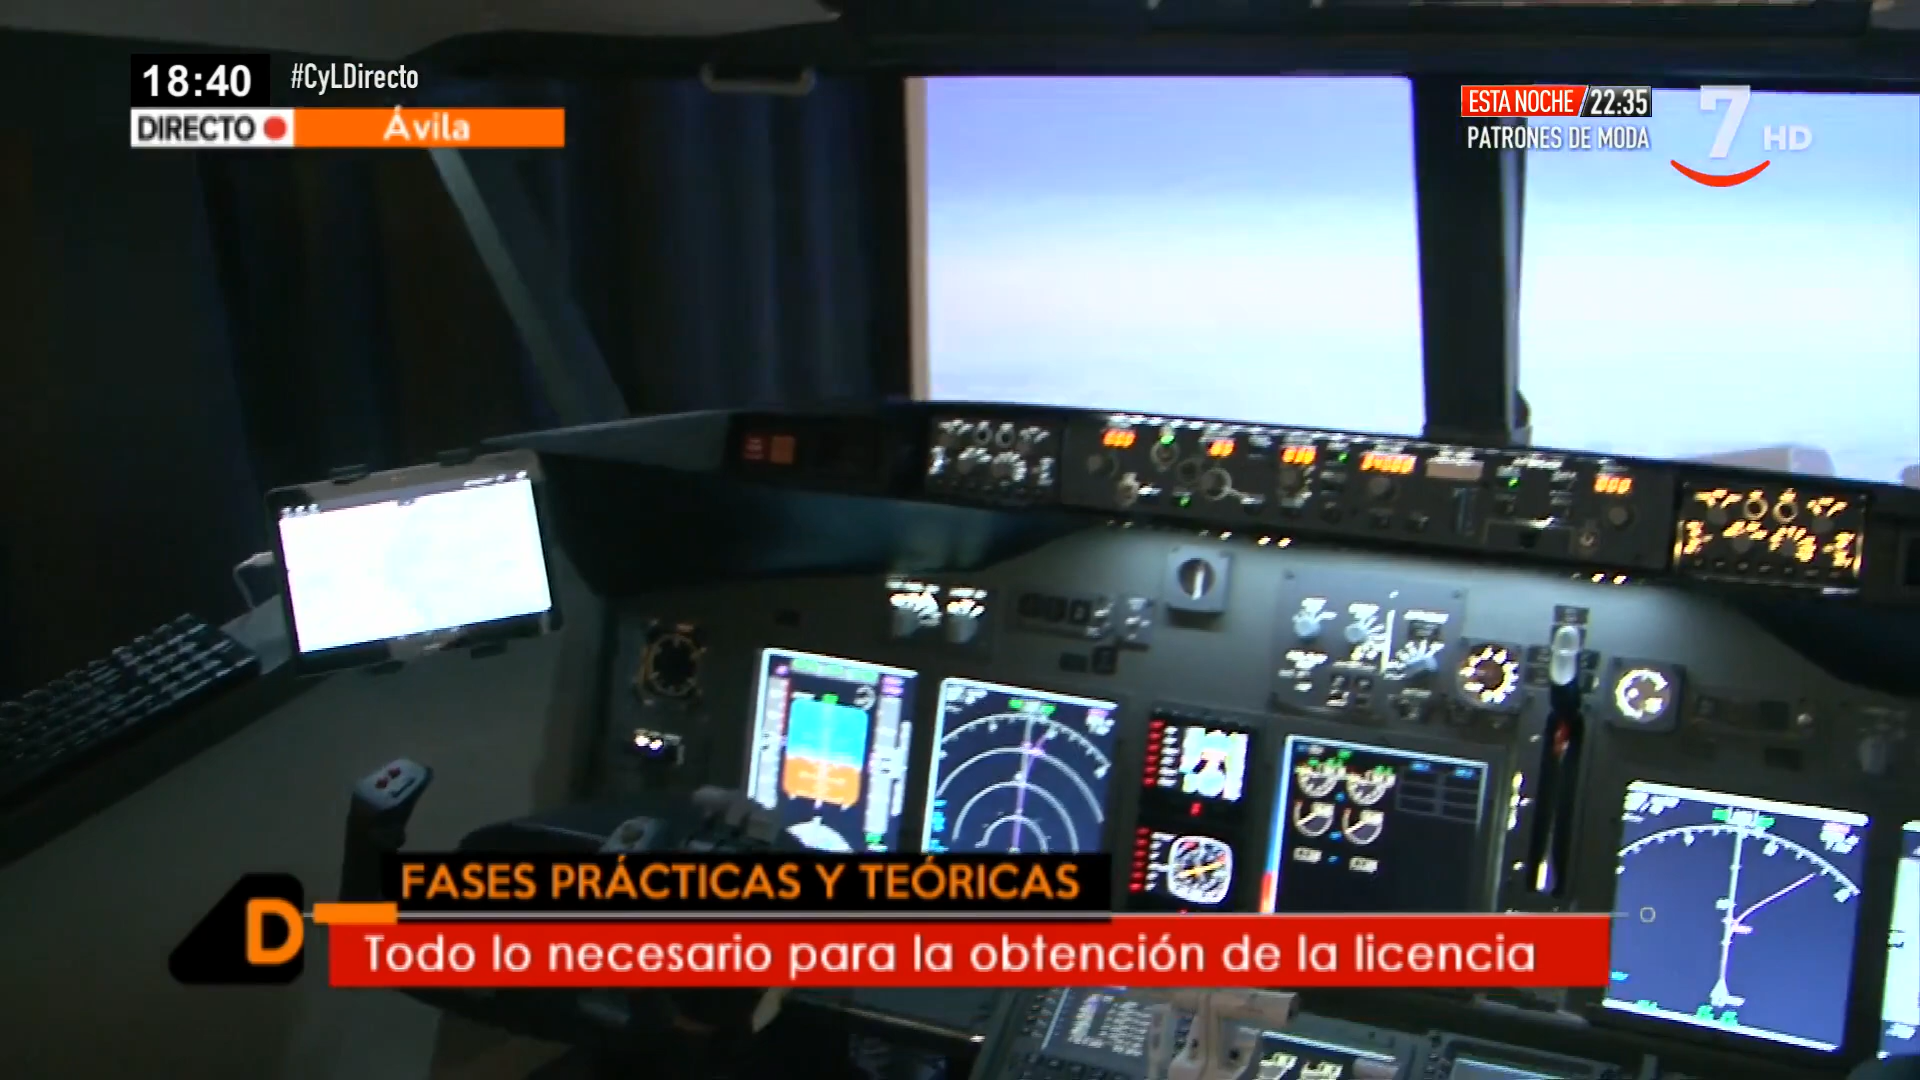 18:40 #CyLDirecto
DIRECTO Ávila
ESTA NOCHE 22:35
PATRONES DE MODA
7 HD
FASES PRÁCTICAS Y TEÓRICAS
D
Todo lo necesario para la obtención de la licencia